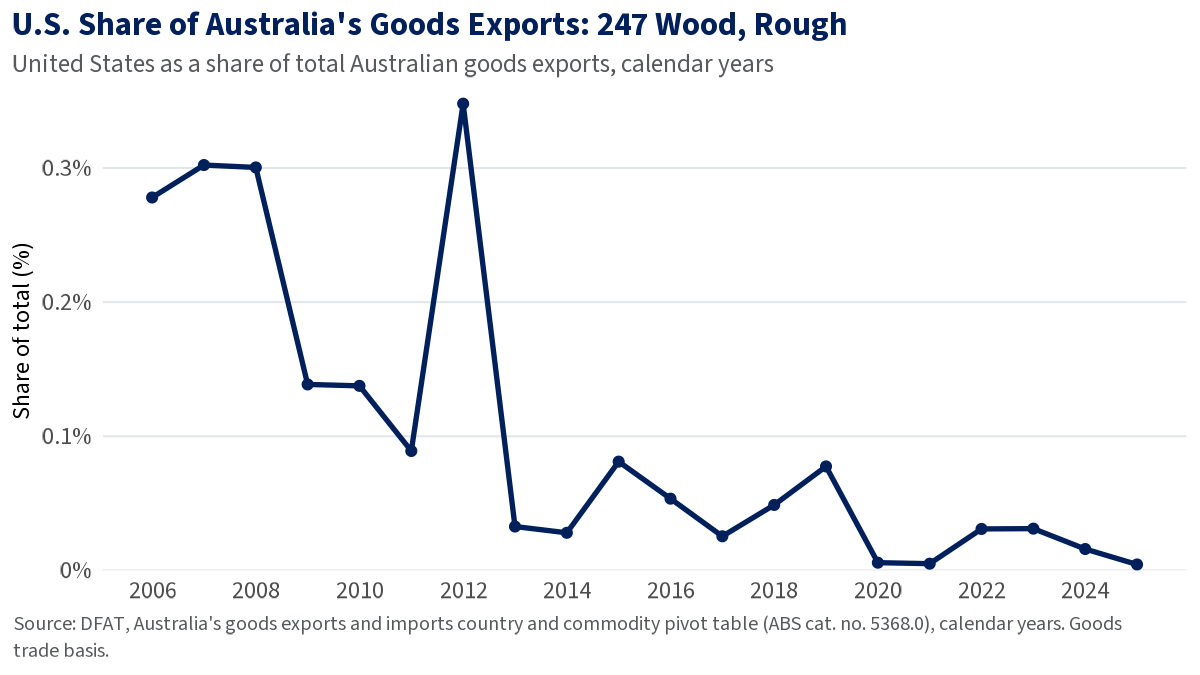 U.S. Share of Australia's Goods Exports: 247 Wood, Rough
United States as a share of total Australian goods exports, calendar years
Share of total (%)
0.3%
0.2%
0.1%
0%
2006 2008 2010 2012 2014 2016 2018 2020 2022 2024
Source: DFAT, Australia's goods exports and imports country and commodity pivot table (ABS cat. no. 5368.0), calendar years. Goods
trade basis.